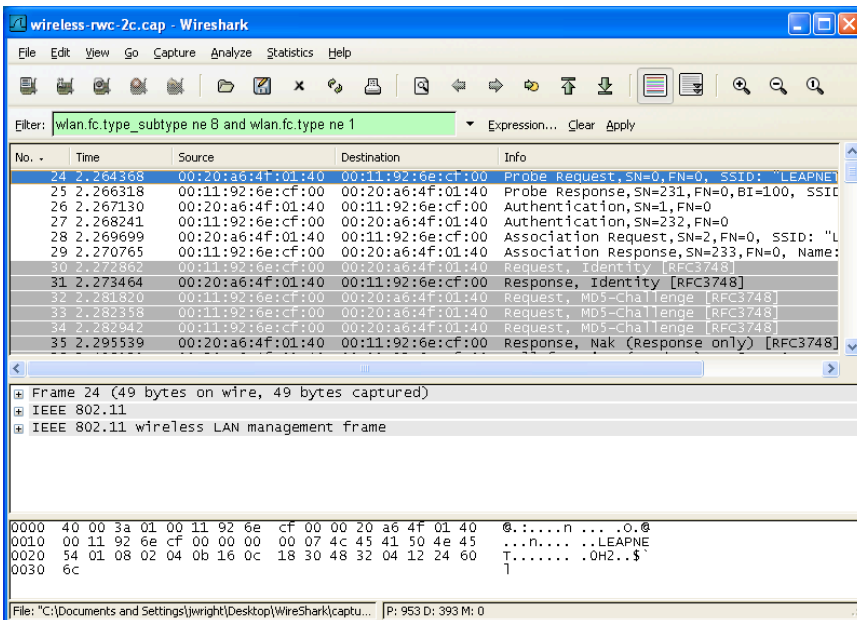 wireless-rwc-2c.cap - Wireshark
File Edit View Go Capture Analyze Statistics Help
Filter: wlan.fc.type_subtype ne 8 and wlan.fc.type ne 1 Expression... Clear Apply
No. - Time Source Destination Info
24 2.264368 00:20:a6:4f:01:40 00:11:92:6e:cf:00 Probe Request,SN=0,FN=0, SSID: "LEAPNET
25 2.266318 00:11:92:6e:cf:00 00:20:a6:4f:01:40 Probe Response,SN=231,FN=0,BI=100, SSID
26 2.267130 00:20:a6:4f:01:40 00:11:92:6e:cf:00 Authentication,SN=1,FN=0
27 2.268241 00:11:92:6e:cf:00 00:20:a6:4f:01:40 Authentication,SN=232,FN=0
28 2.269699 00:20:a6:4f:01:40 00:11:92:6e:cf:00 Association Request,SN=2,FN=0, SSID: "L
29 2.270765 00:11:92:6e:cf:00 00:20:a6:4f:01:40 Association Response,SN=233,FN=0, Name:
30 2.272862 00:11:92:6e:cf:00 00:20:a6:4f:01:40 Request, Identity [RFC3748]
31 2.273464 00:20:a6:4f:01:40 00:11:92:6e:cf:00 Response, Identity [RFC3748]
32 2.281820 00:11:92:6e:cf:00 00:20:a6:4f:01:40 Request, MD5-Challenge [RFC3748]
33 2.282358 00:11:92:6e:cf:00 00:20:a6:4f:01:40 Request, MD5-Challenge [RFC3748]
34 2.282942 00:11:92:6e:cf:00 00:20:a6:4f:01:40 Request, MD5-Challenge [RFC3748]
35 2.295539 00:20:a6:4f:01:40 00:11:92:6e:cf:00 Response, Nak (Response only) [RFC3748]
Frame 24 (49 bytes on wire, 49 bytes captured)
IEEE 802.11
IEEE 802.11 wireless LAN management frame
0000 40 00 3a 01 00 11 92 6e cf 00 00 20 a6 4f 01 40 @.:....n ... .O.@
0010 00 11 92 6e cf 00 00 00 00 07 4c 45 41 50 4e 45 ...n.... ..LEAPNE
0020 54 01 08 02 04 0b 16 0c 18 30 48 32 04 12 24 60 T....... .0H2..$`
0030 6c l
File: "C:\Documents and Settings\jwright\Desktop\WireShark\captu... P: 953 D: 393 M: 0